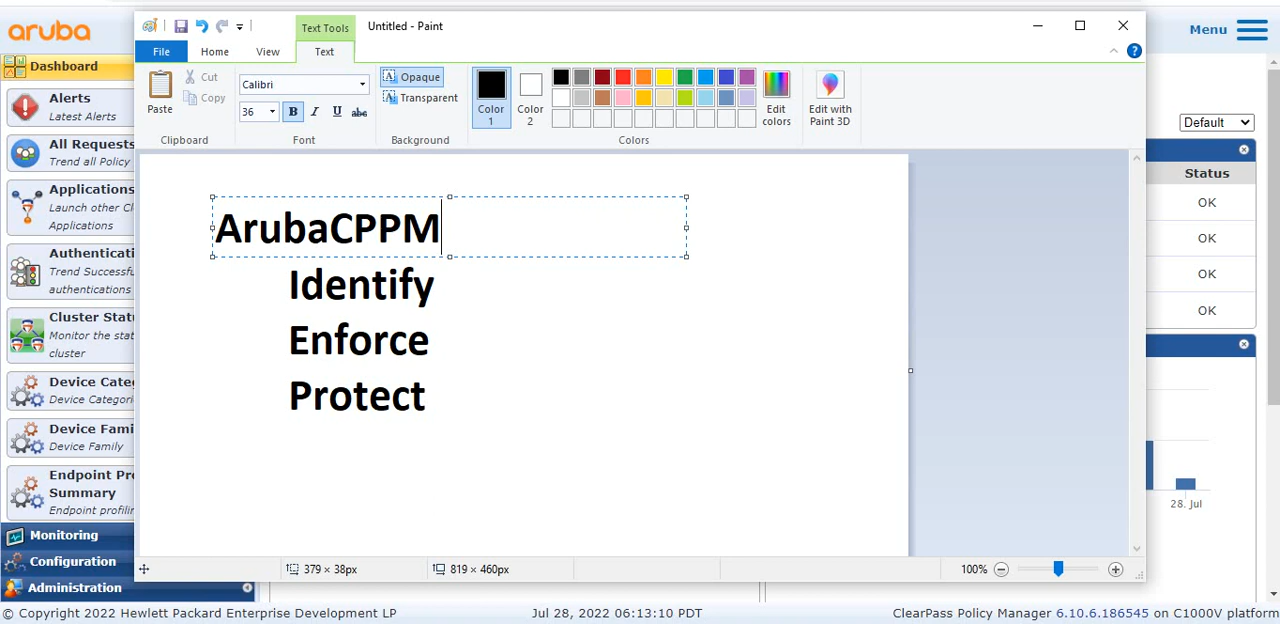 aruba
Text Tools
Untitled - Paint
Menu
File
Home
View
Text
Dashboard
Paste
Cut
Copy
Clipboard
Calibri
36
B I U abc
Font
Opaque
Transparent
Background
Color 1
Color 2
Edit colors
Colors
Edit with Paint 3D
Default
Status
OK
OK
OK
OK
Alerts
Latest Alerts
All Requests
Trend all Policy
Applications
Launch other Cl
Applications
Authenticati
Trend Successfu
authentications
Cluster Stat
Monitor the stat
cluster
Device Cate
Device Categori
Device Fami
Device Family
Endpoint Pro
Summary
Endpoint profilin
Monitoring
Configuration
Administration
ArubaCPPM
Identify
Enforce
Protect
28. Jul
379 × 38px
819 × 460px
100%
© Copyright 2022 Hewlett Packard Enterprise Development LP
Jul 28, 2022 06:13:10 PDT
ClearPass Policy Manager 6.10.6.186545 on C1000V platform